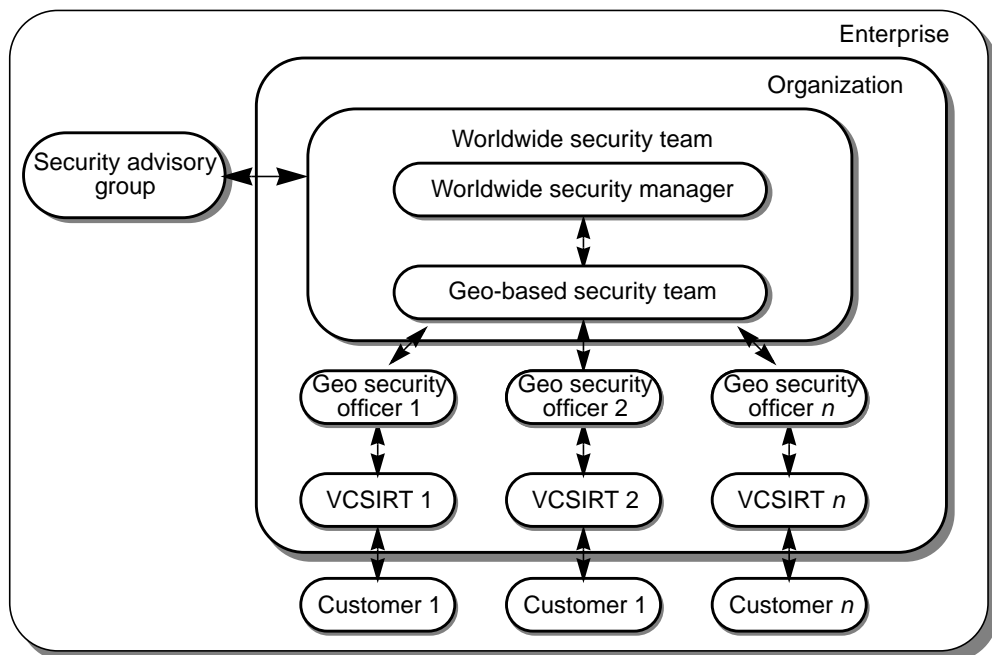 Enterprise
Organization
Worldwide security team
Security advisory
group
Worldwide security manager
Geo-based security team
Geo security
officer 1
Geo security
officer 2
Geo security
officer n
VCSIRT 1
VCSIRT 2
VCSIRT n
Customer 1
Customer 1
Customer n